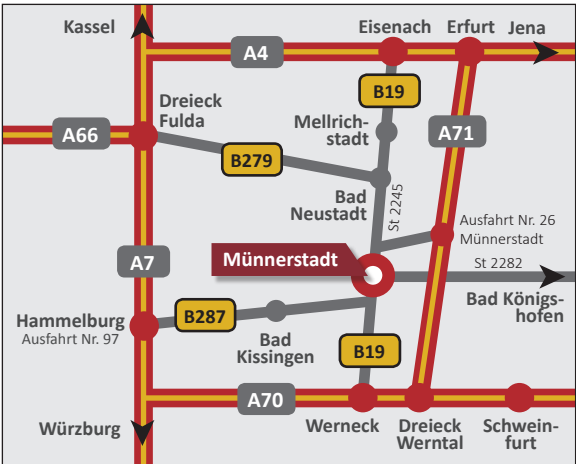 Kassel
Eisenach
Erfurt
Jena
A4
B19
Dreieck
Fulda
Mellrich-
stadt
A66
A71
B279
Bad
Neustadt
St 2245
Ausfahrt Nr. 26
Münnerstadt
Münnerstadt
St 2282
A7
Bad Königs-
hofen
Hammelburg
Ausfahrt Nr. 97
B287
Bad
Kissingen
B19
A70
Würzburg
Werneck
Dreieck
Werntal
Schwein-
furt